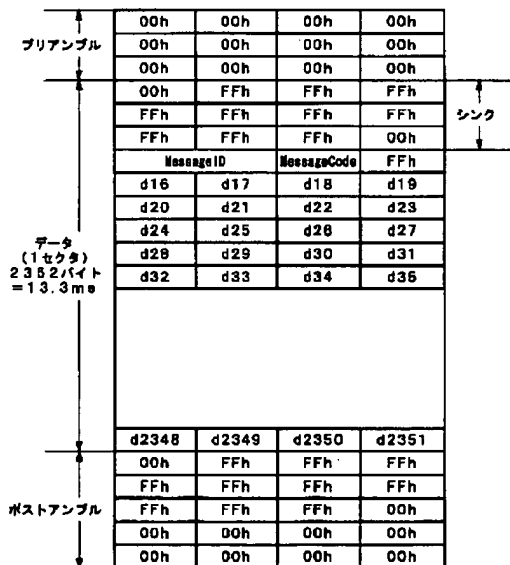 プリアンブル
00h 00h 00h 00h
00h 00h 00h 00h
00h 00h 00h 00h
データ
(1セクタ)
2352バイト
=13.3ms
シンク
00h FFh FFh FFh
FFh FFh FFh FFh
FFh FFh FFh 00h
MessageID MessageCode FFh
d16 d17 d18 d19
d20 d21 d22 d23
d24 d25 d26 d27
d28 d29 d30 d31
d32 d33 d34 d35
d2348 d2349 d2350 d2351
ポストアンブル
00h FFh FFh FFh
FFh FFh FFh FFh
FFh FFh FFh 00h
00h 00h 00h 00h
00h 00h 00h 00h